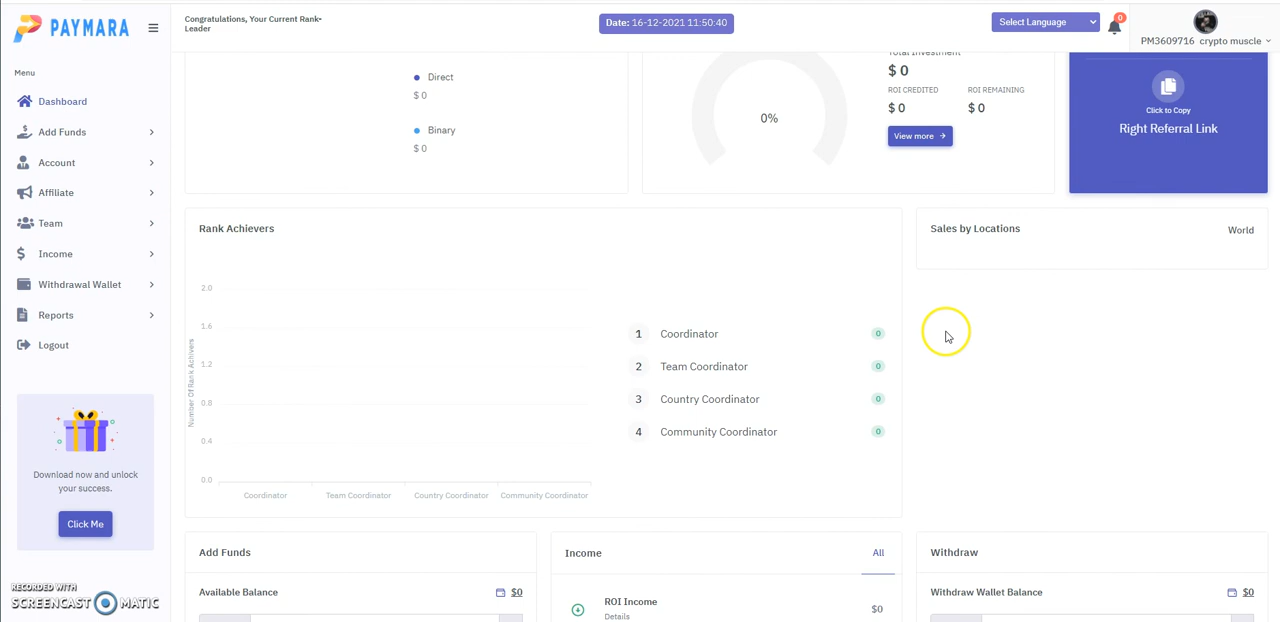 PAYMARA
Congratulations, Your Current Rank-
Leader
Date: 16-12-2021 11:50:40
Select Language
0
PM3609716 crypto muscle
Menu
Dashboard
Add Funds
Account
Affiliate
Team
Income
Withdrawal Wallet
Reports
Logout
Download now and unlock
your success.
Click Me
RECORDED WITH
SCREENCAST MATIC
Direct
$ 0
Binary
$ 0
0%
Total Investment
$ 0
ROI CREDITED
ROI REMAINING
$ 0
$ 0
View more
Click to Copy
Right Referral Link
Rank Achievers
2.0
1.6
1.2
0.8
0.4
0.0
Number Of Rank Achivers
Coordinator
Team Coordinator
Country Coordinator
Community Coordinator
1 Coordinator 0
2 Team Coordinator 0
3 Country Coordinator 0
4 Community Coordinator 0
Sales by Locations
World
Add Funds
Available Balance $0
Income
All
ROI Income
Details
$0
Withdraw
Withdraw Wallet Balance $0